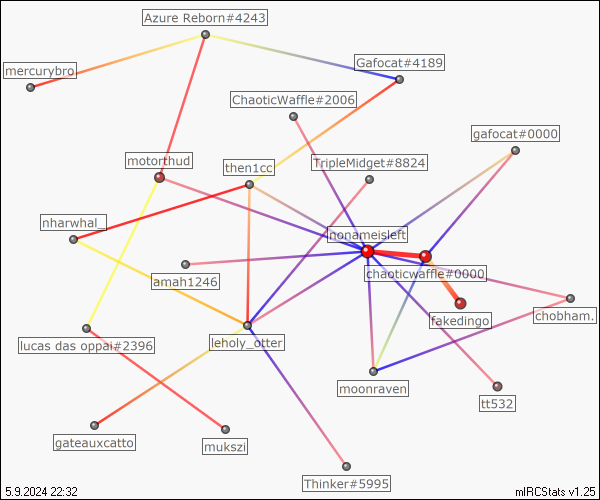 Azure Reborn#4243
mercurybro
Gafocat#4189
ChaoticWaffle#2006
gafocat#0000
motorthud
then1cc
TripleMidget#8824
nharwhal_
nonameisleft
amah1246
chaoticwaffle#0000
fakedingo
chobham.
lucas das oppai#2396
leholy_otter
moonraven
tt532
gateauxcatto
mukszi
Thinker#5995
5.9.2024 22:32
mIRCStats v1.25